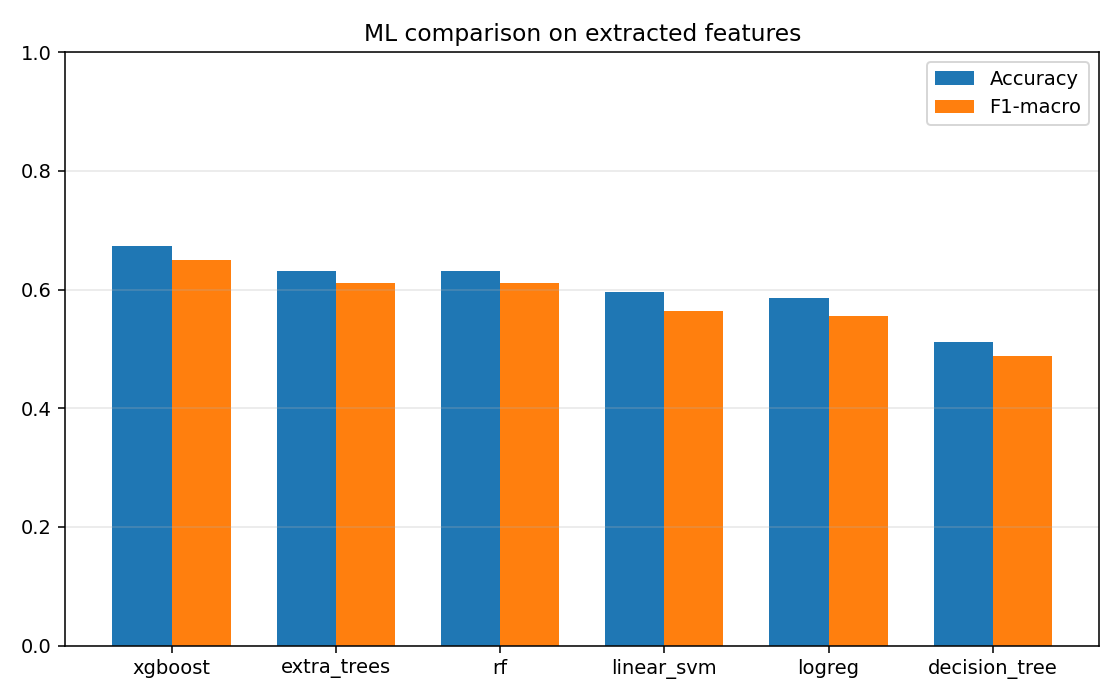 ML comparison on extracted features
1.0
Accuracy
F1-macro
0.8
0.6
0.4
0.2
0.0
xgboost
extra_trees
rf
linear_svm
logreg
decision_tree